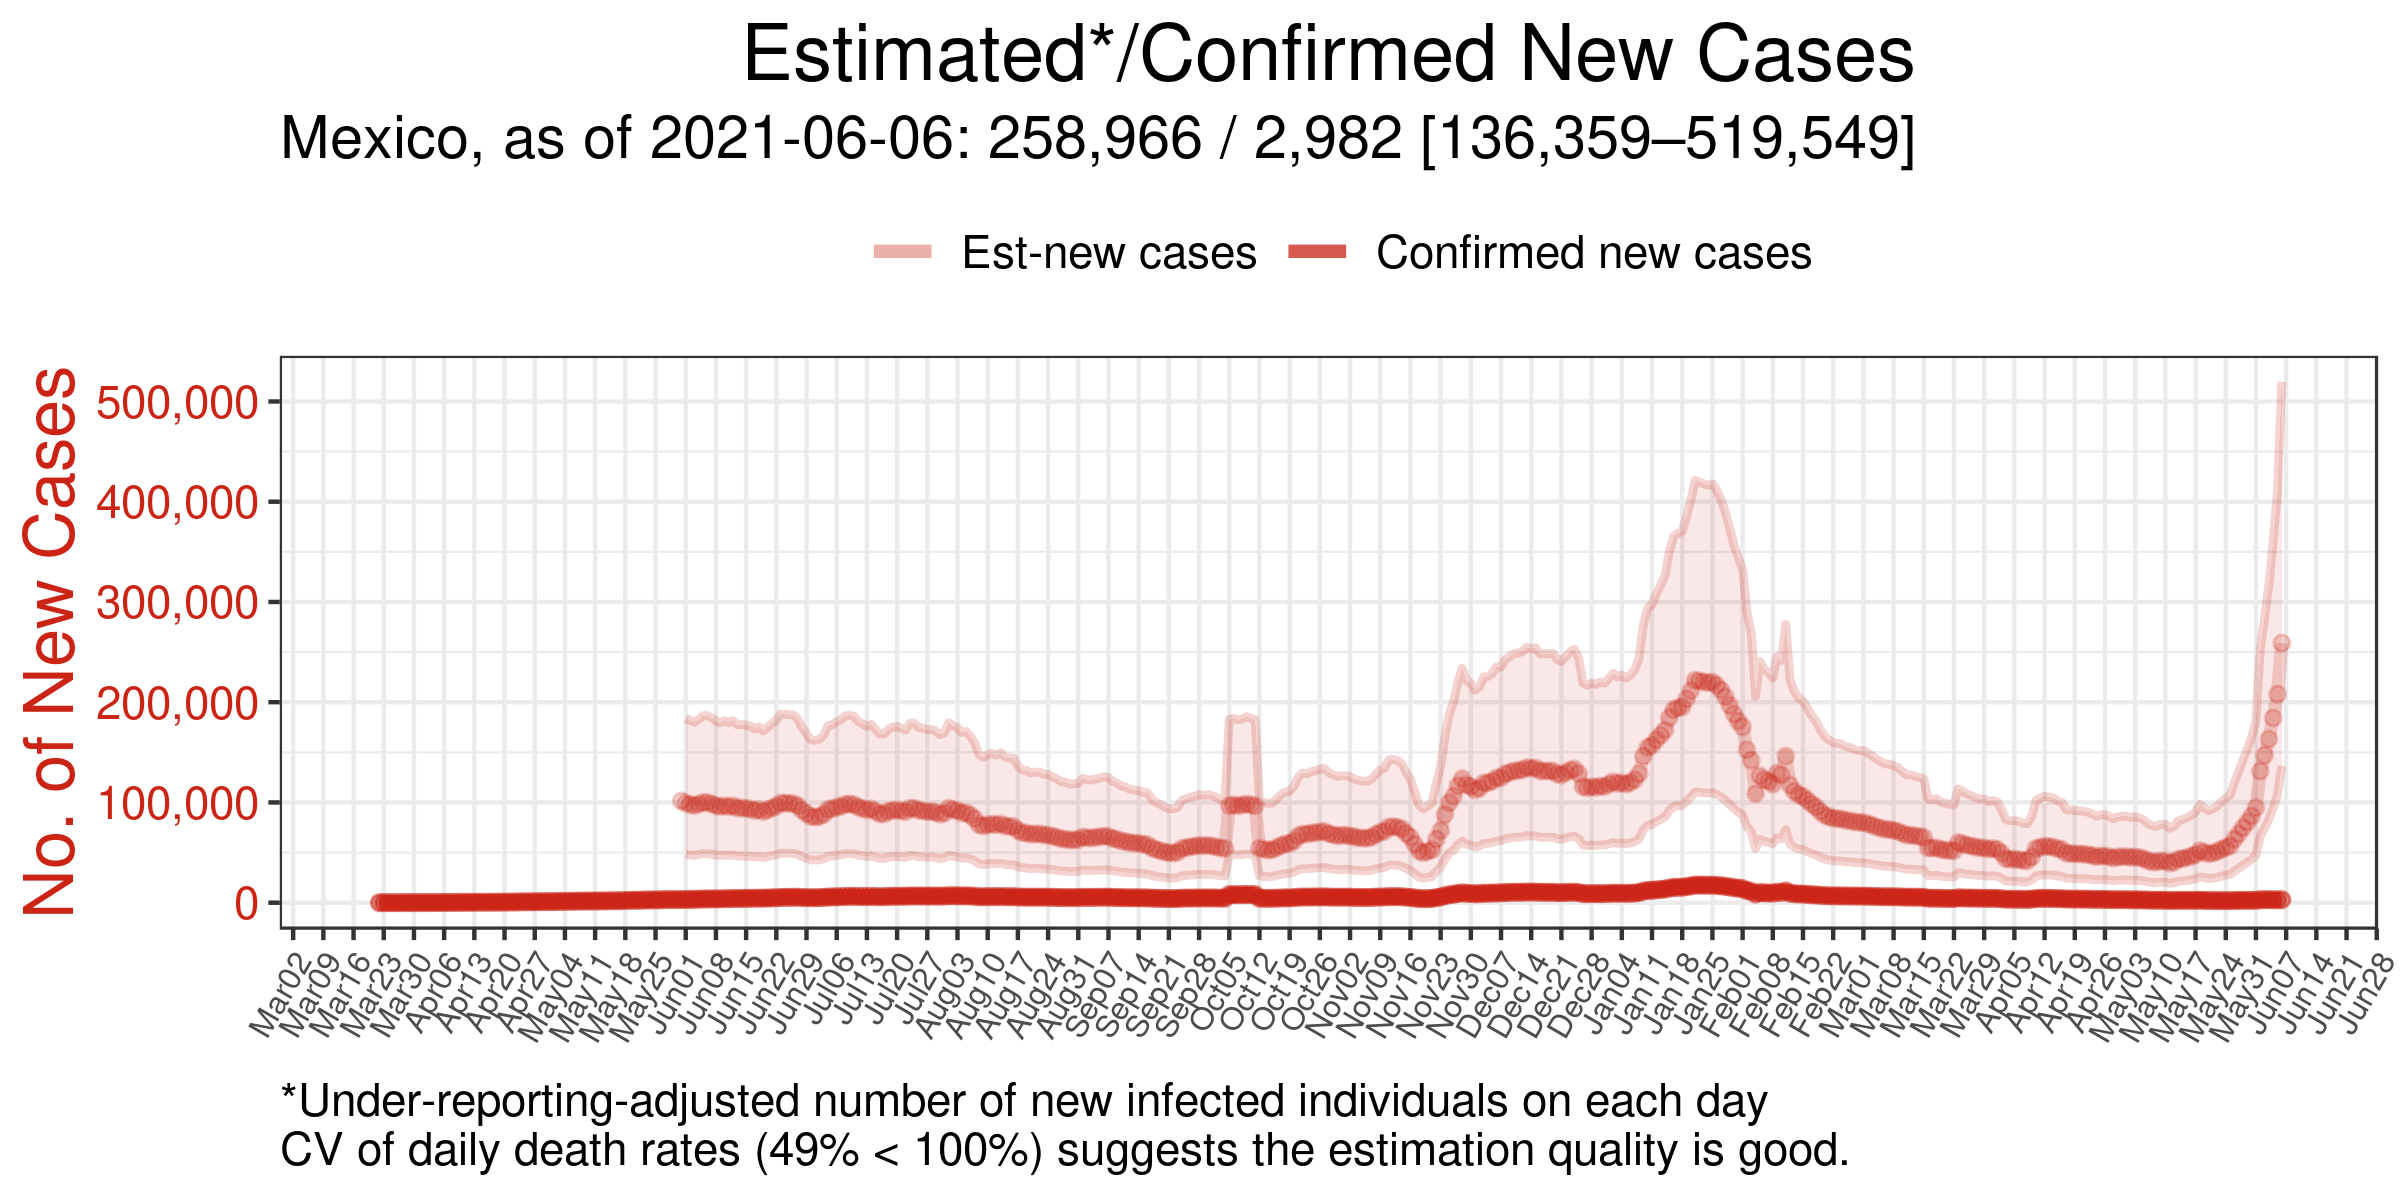 Estimated*/Confirmed New Cases
Mexico, as of 2021-06-06: 258,966 / 2,982 [136,359–519,549]
Est-new cases
Confirmed new cases
No. of New Cases
500,000
400,000
300,000
200,000
100,000
0
Mar02
Mar09
Mar16
Mar23
Mar30
Apr06
Apr13
Apr20
Apr27
May04
May11
May18
May25
Jun01
Jun08
Jun15
Jun22
Jun29
Jul06
Jul13
Jul20
Jul27
Aug03
Aug10
Aug17
Aug24
Aug31
Sep07
Sep14
Sep21
Sep28
Oct05
Oct12
Oct19
Oct26
Nov02
Nov09
Nov16
Nov23
Nov30
Dec07
Dec14
Dec21
Dec28
Jan04
Jan11
Jan18
Jan25
Feb01
Feb08
Feb15
Feb22
Mar01
Mar08
Mar15
Mar22
Mar29
Apr05
Apr12
Apr19
Apr26
May03
May10
May17
May24
May31
Jun07
Jun14
Jun21
Jun28
*Under-reporting-adjusted number of new infected individuals on each day
CV of daily death rates (49% < 100%) suggests the estimation quality is good.